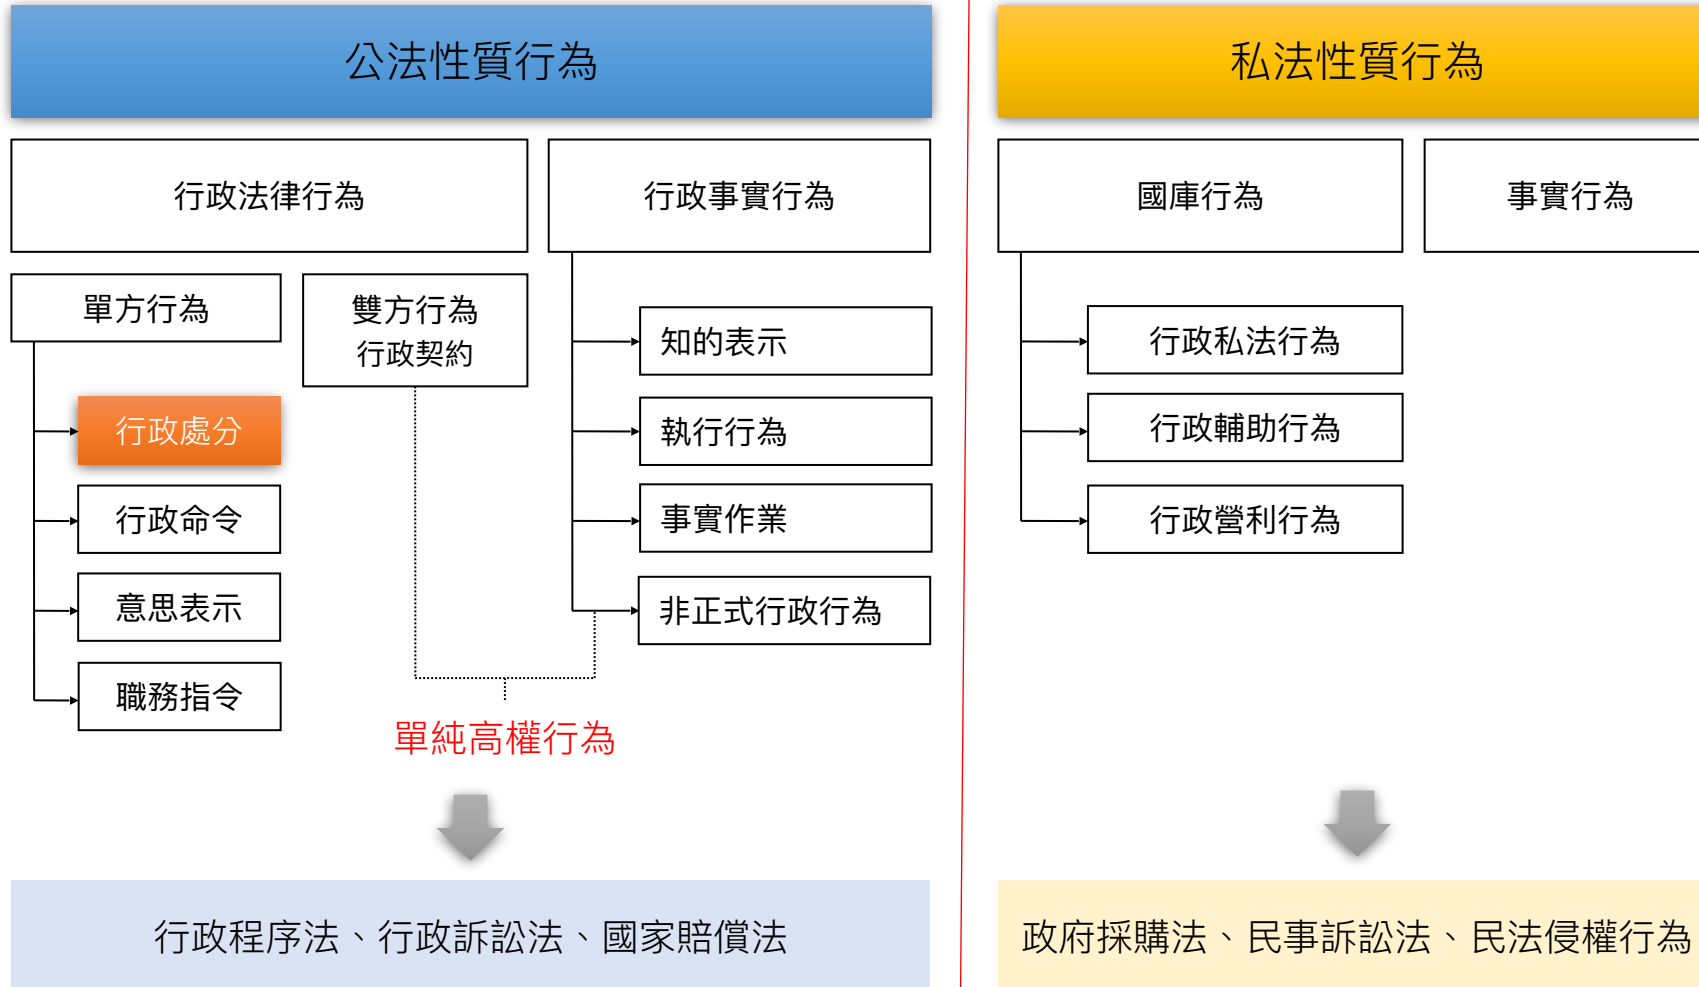 公法性質行為
私法性質行為
行政法律行為
行政事實行為
國庫行為
事實行為
單方行為
雙方行為
行政契約
知的表示
行政私法行為
行政處分
執行行為
行政輔助行為
行政命令
事實作業
行政營利行為
意思表示
非正式行政行為
職務指令
單純高權行為
行政程序法、行政訴訟法、國家賠償法
政府採購法、民事訴訟法、民法侵權行為